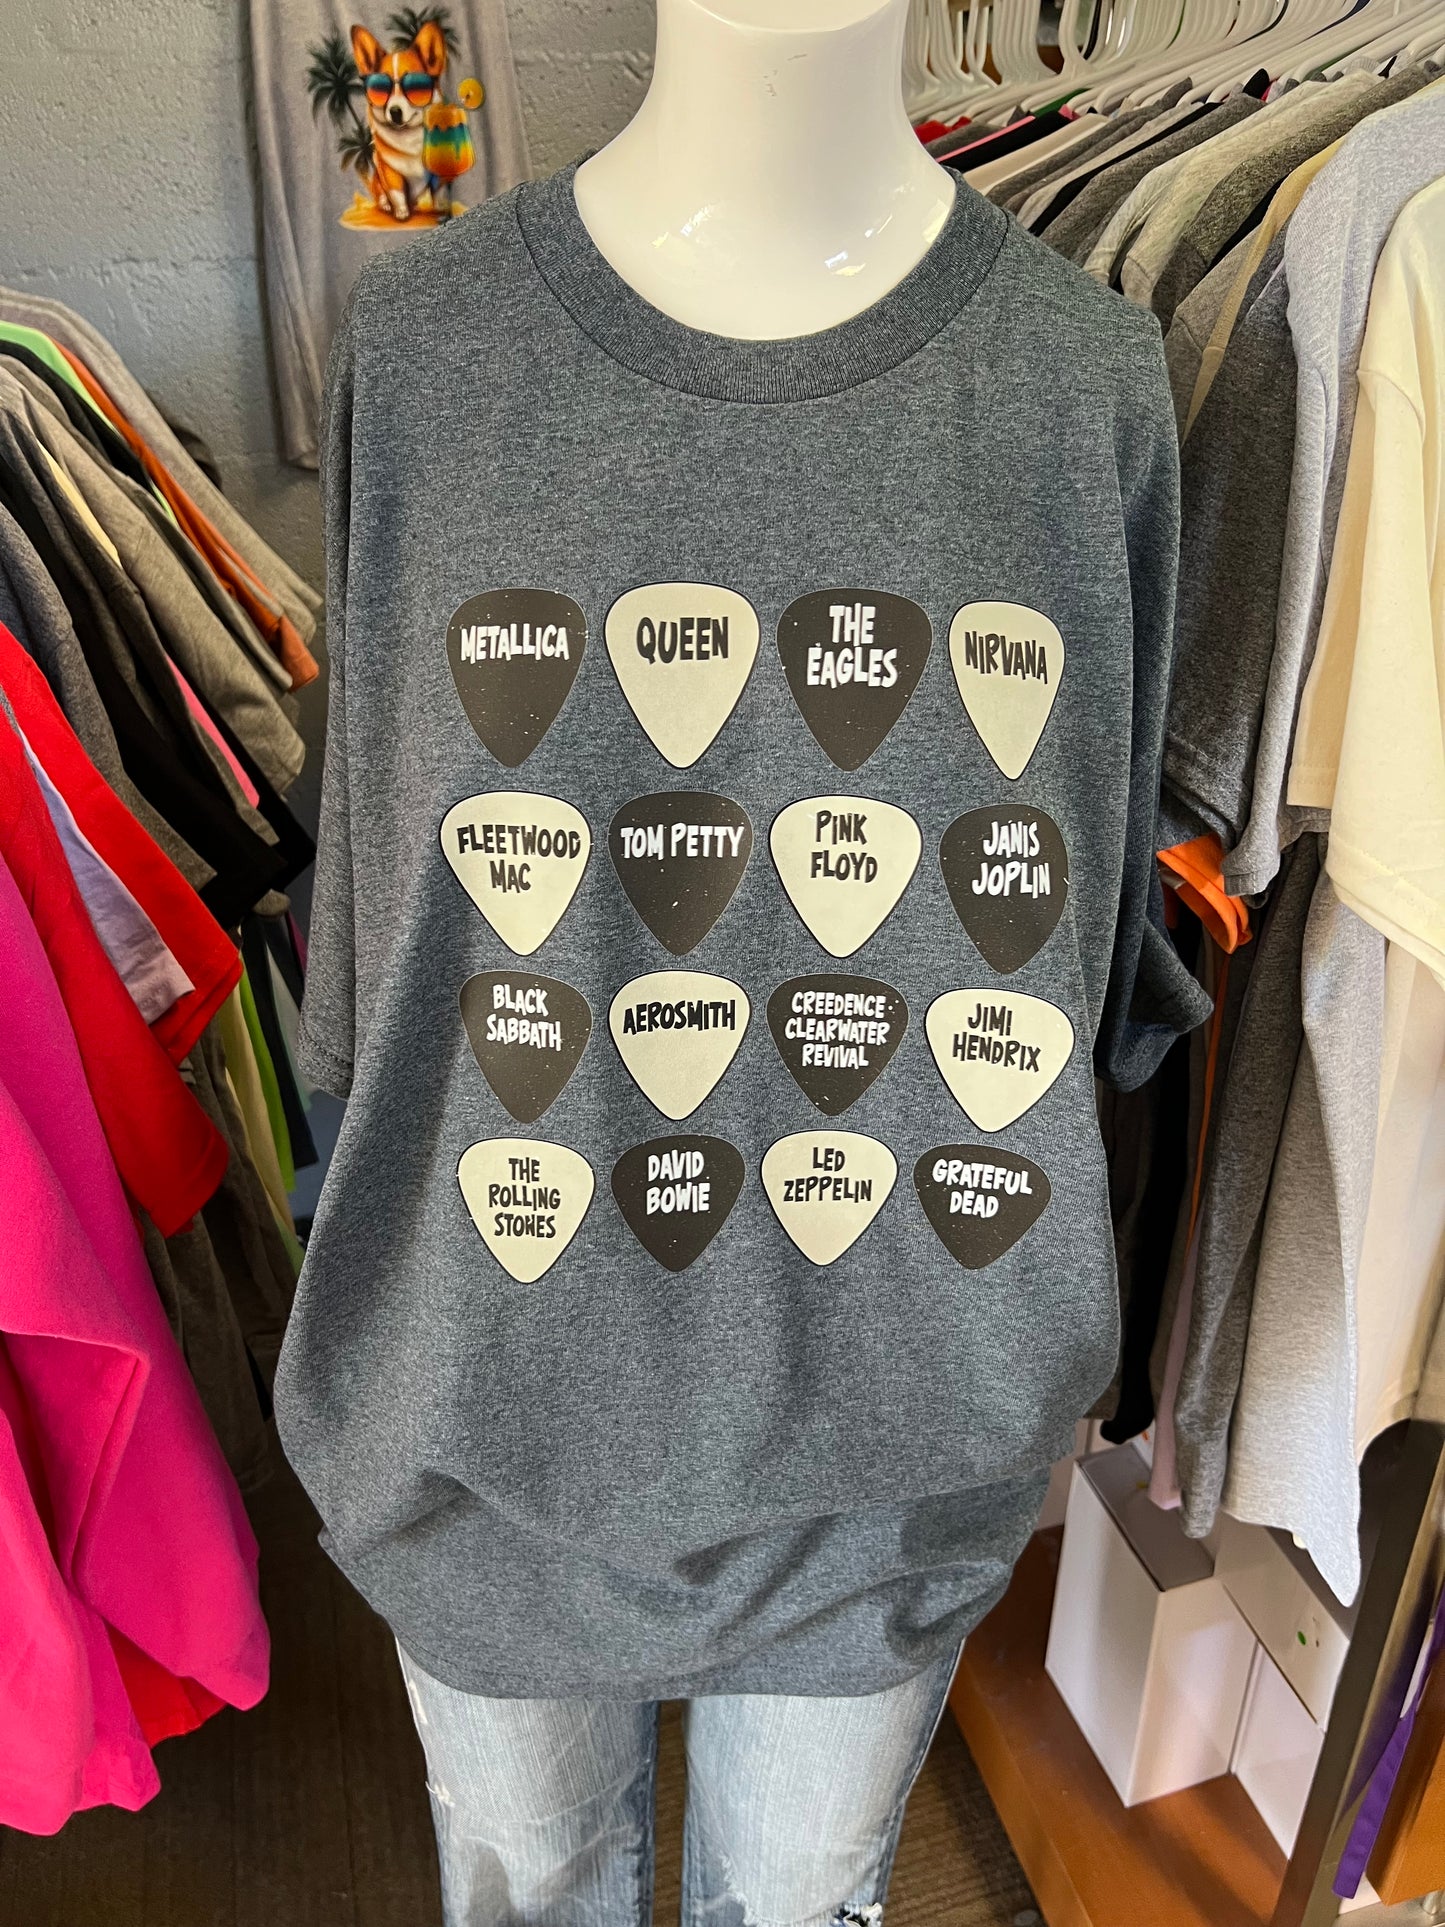 METALLICA
QUEEN
THE
EAGLES
NIRVANA
FLEETWOOD
MAC
TOM PETTY
PINK
FLOYD
JANIS
JOPLIN
BLACK
SABBATH
AEROSMITH
CREEDENCE
CLEARWATER
REVIVAL
JIMI
HENDRIX
THE
ROLLING
STONES
DAVID
BOWIE
LED
ZEPPELIN
GRATEFUL
DEAD